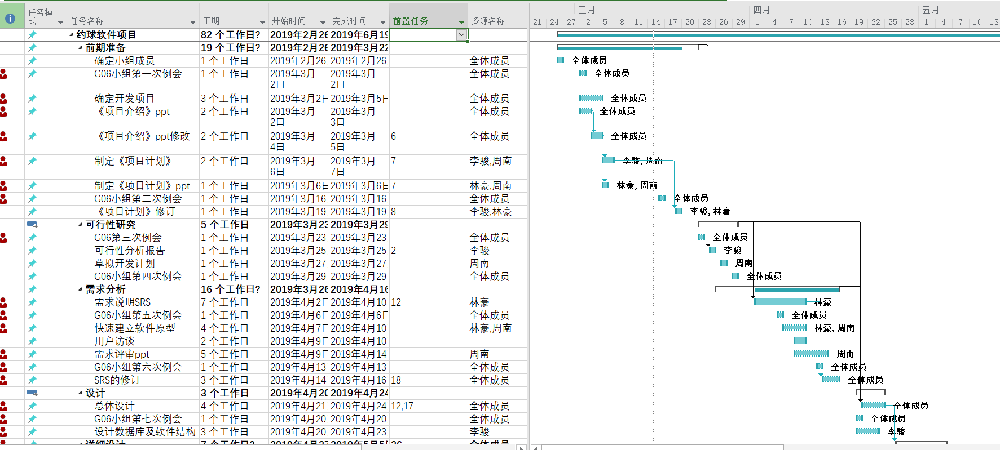 任务模式 任务名称 工期 开始时间 完成时间 前置任务 资源名称
三月 四月 五月
21 24 27 2 5 8 11 14 17 20 23 26 29 1 4 7 10 13 16 19 22 25 28 1 4 7 10 13
约球软件项目 82 个工作日? 2019年2月26 2019年6月19
前期准备 19 个工作日? 2019年2月26 2019年3月22
确定小组成员 1 个工作日 2019年2月26 2019年2月26 全体成员 全体成员
G06小组第一次例会 1 个工作日 2019年3月2日 2019年3月2日 全体成员 全体成员
确定开发项目 3 个工作日 2019年3月2日 2019年3月5日 全体成员 全体成员
《项目介绍》ppt 2 个工作日 2019年3月2日 2019年3月3日 全体成员 全体成员
《项目介绍》ppt修改 2 个工作日 2019年3月4日 2019年3月5日 6 全体成员 全体成员
制定《项目计划》 2 个工作日 2019年3月6日 2019年3月7日 7 李骏,周南 李骏, 周南
制定《项目计划》ppt 1 个工作日 2019年3月6日 2019年3月6日 7 林豪,周南 林豪, 周南
G06小组第二次例会 1 个工作日 2019年3月16 2019年3月16 全体成员 全体成员
《项目计划》修订 1 个工作日 2019年3月19 2019年3月19 8 李骏,林豪 李骏, 林豪
可行性研究 5 个工作日 2019年3月23 2019年3月29
G06第三次例会 1 个工作日 2019年3月23 2019年3月23 全体成员 全体成员
可行性分析报告 1 个工作日 2019年3月25 2019年3月25 2 李骏 李骏
草拟开发计划 1 个工作日 2019年3月27 2019年3月27 周南 周南
G06小组第四次例会 1 个工作日 2019年3月29 2019年3月29 全体成员 全体成员
需求分析 16 个工作日? 2019年3月26 2019年4月16
需求说明SRS 7 个工作日 2019年4月2日 2019年4月10 12 林豪 林豪
G06小组第五次例会 1 个工作日 2019年4月6日 2019年4月6日 全体成员 全体成员
快速建立软件原型 4 个工作日 2019年4月7日 2019年4月10 林豪,周南 林豪, 周南
用户访谈 2 个工作日 2019年4月9日 2019年4月10
需求评审ppt 5 个工作日 2019年4月9日 2019年4月14 周南 周南
G06小组第六次例会 1 个工作日 2019年4月13 2019年4月13 全体成员 全体成员
SRS的修订 3 个工作日 2019年4月14 2019年4月16 18 全体成员 全体成员
设计 3 个工作日 2019年4月20 2019年4月24
总体设计 4 个工作日 2019年4月21 2019年4月24 12,17 全体成员 全体成员
G06小组第七次例会 1 个工作日 2019年4月20 2019年4月20 全体成员 全体成员
设计数据库及软件结构 3 个工作日 2019年4月20 2019年4月23 李骏 李骏